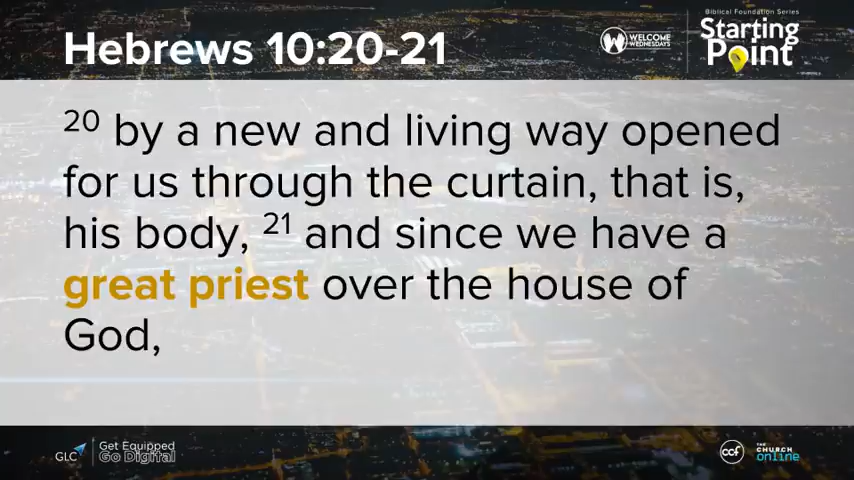 Hebrews 10:20-21
WELCOME
WEDNESDAYS
Biblical Foundation Series
Starting
Point
20 by a new and living way opened
for us through the curtain, that is,
his body, 21 and since we have a
great priest over the house of
God,
GLC
Get Equipped
Go Digital
ccf
THE
CHURCH
online